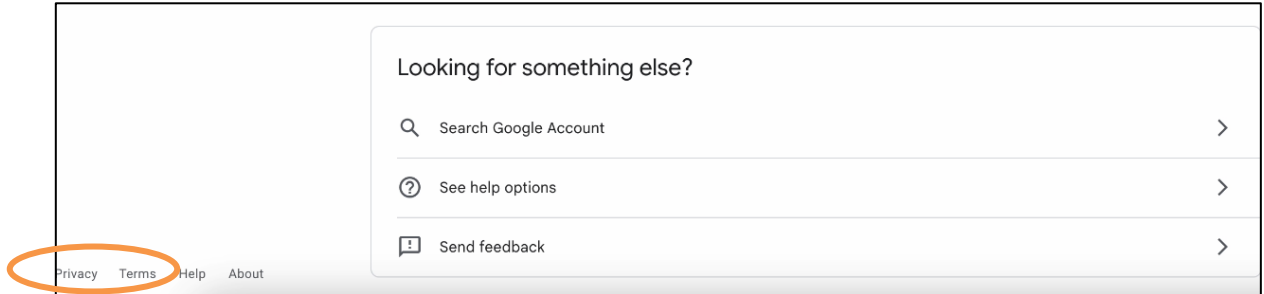 Looking for something else?
Search Google Account
See help options
Send feedback
Privacy Terms Help About